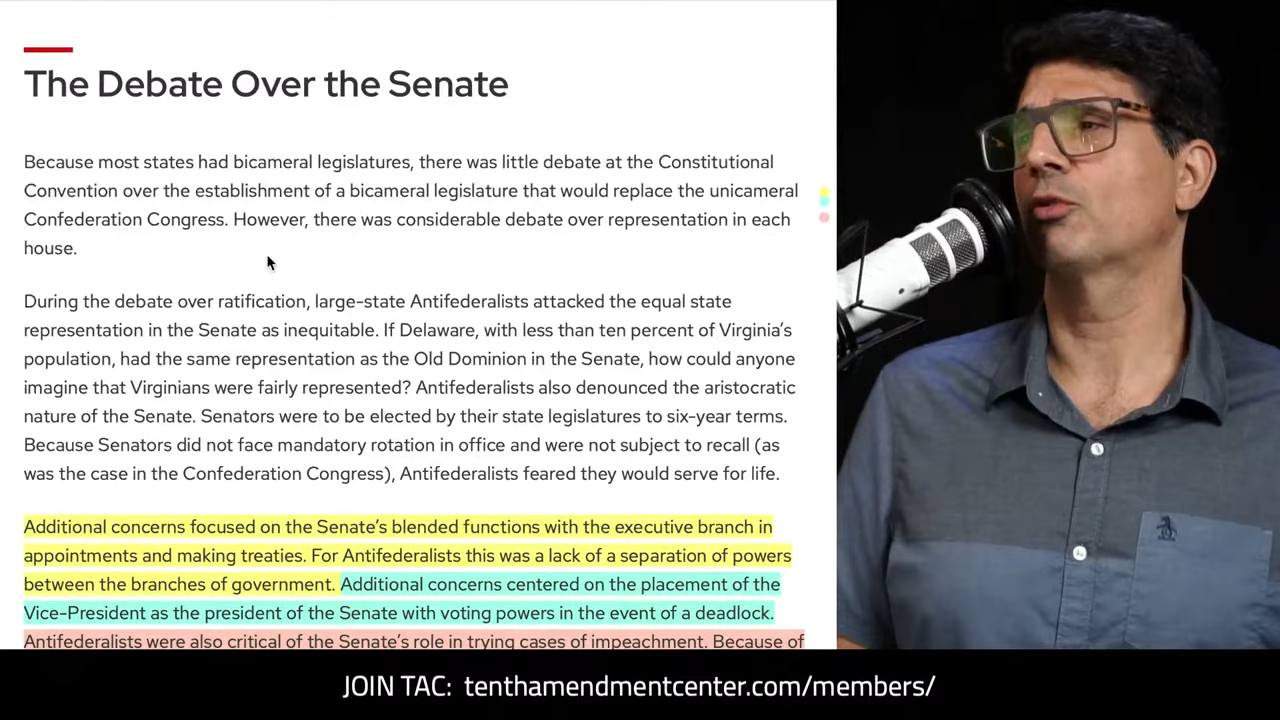 The Debate Over the Senate
Because most states had bicameral legislatures, there was little debate at the Constitutional
Convention over the establishment of a bicameral legislature that would replace the unicameral
Confederation Congress. However, there was considerable debate over representation in each
house.
During the debate over ratification, large-state Antifederalists attacked the equal state
representation in the Senate as inequitable. If Delaware, with less than ten percent of Virginia's
population, had the same representation as the Old Dominion in the Senate, how could anyone
imagine that Virginians were fairly represented? Antifederalists also denounced the aristocratic
nature of the Senate. Senators were to be elected by their state legislatures to six-year terms.
Because Senators did not face mandatory rotation in office and were not subject to recall (as
was the case in the Confederation Congress), Antifederalists feared they would serve for life.
Additional concerns focused on the Senate's blended functions with the executive branch in
appointments and making treaties. For Antifederalists this was a lack of a separation of powers
between the branches of government. Additional concerns centered on the placement of the
Vice-President as the president of the Senate with voting powers in the event of a deadlock.
Antifederalists were also critical of the Senate's role in trying cases of impeachment. Because of
JOIN TAC: tenthamendmentcenter.com/members/